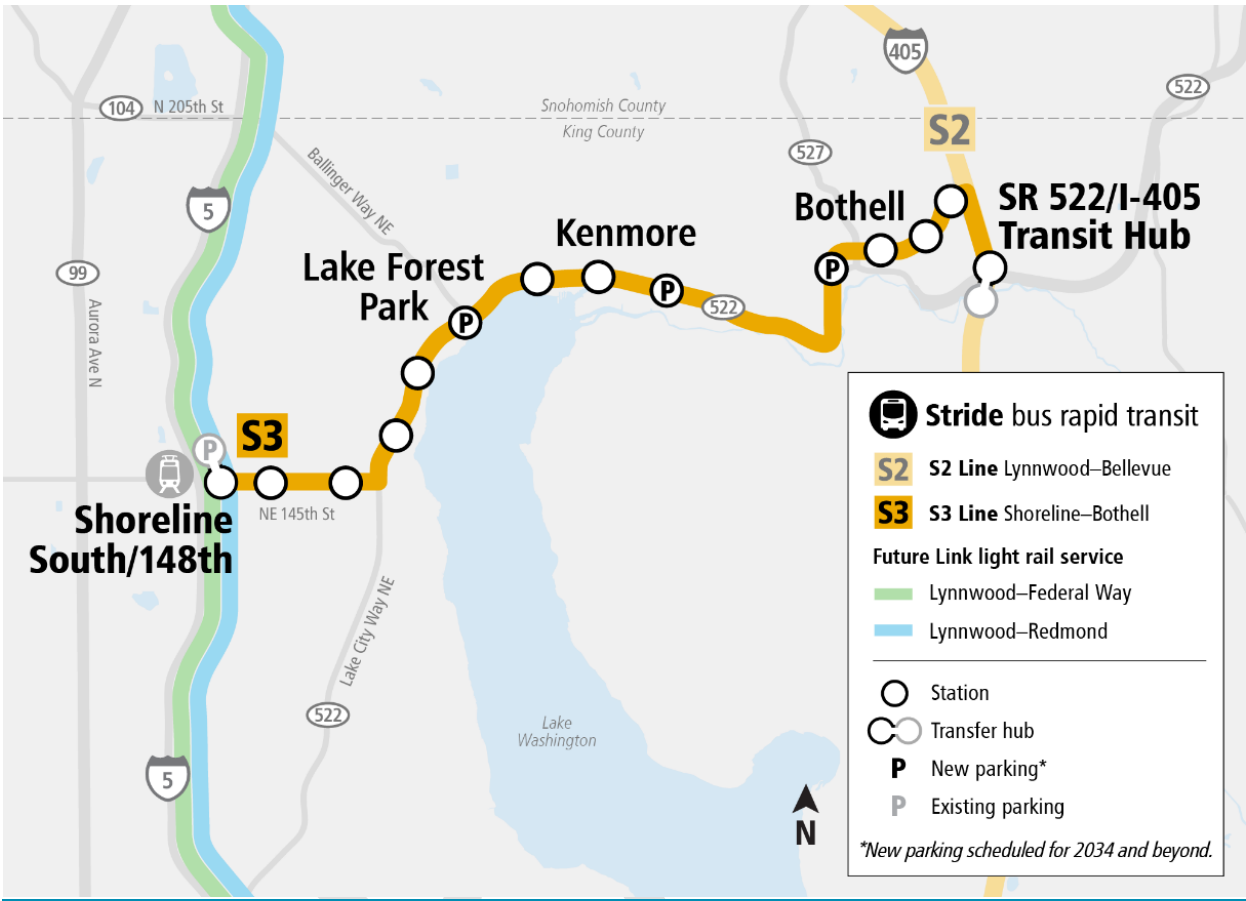 405
522
104
N 205th St
Snohomish County
King County
S2
527
Ballinger Way NE
5
SR 522/I-405
Transit Hub
Bothell
Kenmore
Lake Forest
Park
99
Aurora Ave N
P
P
P
522
S3
P
Shoreline
South/148th
NE 145th St
Lake City Way NE
522
Lake
Washington
5
N
Stride bus rapid transit
S2 S2 Line Lynnwood–Bellevue
S3 S3 Line Shoreline–Bothell
Future Link light rail service
Lynnwood–Federal Way
Lynnwood–Redmond
Station
Transfer hub
P New parking*
P Existing parking
*New parking scheduled for 2034 and beyond.